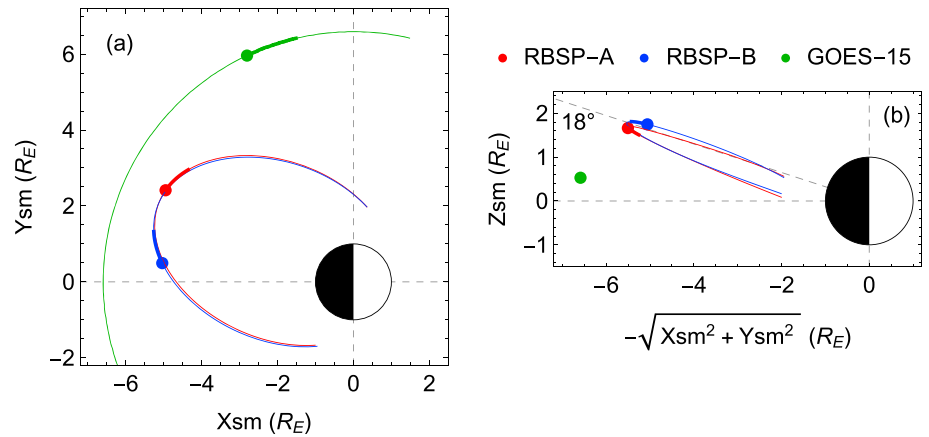 (a)
Ysm (R_E)
6
4
2
0
−2
−6
−4
−2
0
2
Xsm (R_E)
RBSP−A
RBSP−B
GOES−15
(b)
18°
Zsm (R_E)
2
1
0
−1
−6
−4
−2
0
−√(Xsm² + Ysm²) (R_E)